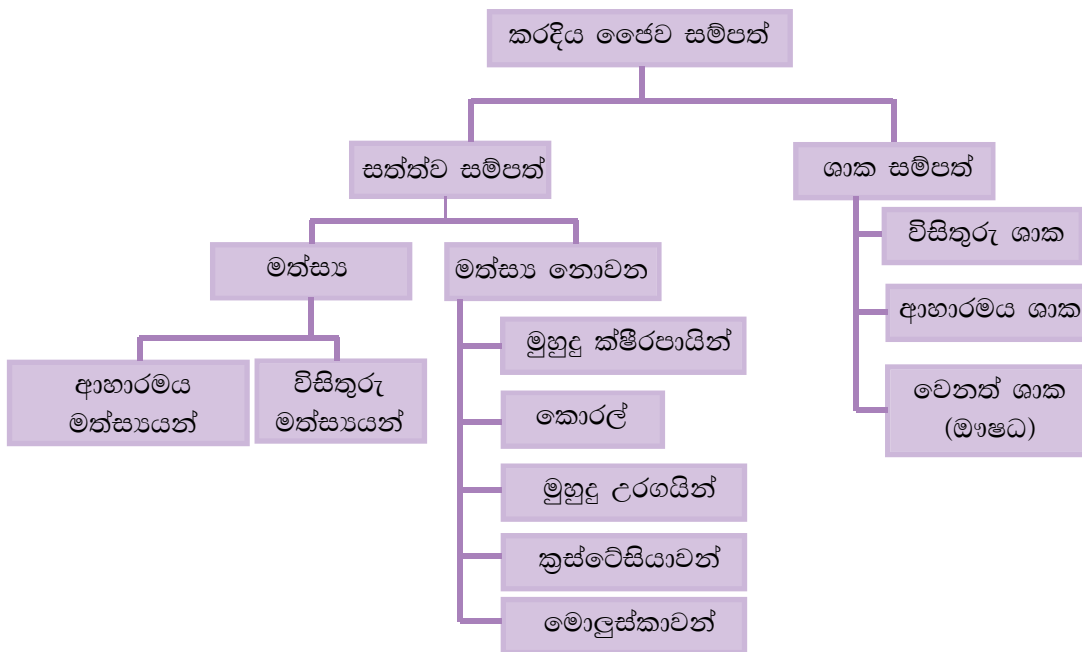 කරදිය ජෛව සම්පත්
සත්ත්ව සම්පත්
ශාක සම්පත්
මත්ස්‍ය
මත්ස්‍ය නොවන
ආහාරමය
මත්ස්‍යයන්
විසිතුරු
මත්ස්‍යයන්
මුහුදු ක්ෂීරපායින්
කොරල්
මුහුදු උරගයින්
ක්‍රස්ටේසියාවන්
මොලුස්කාවන්
විසිතුරු ශාක
ආහාරමය ශාක
වෙනත් ශාක
(ඖෂධ)